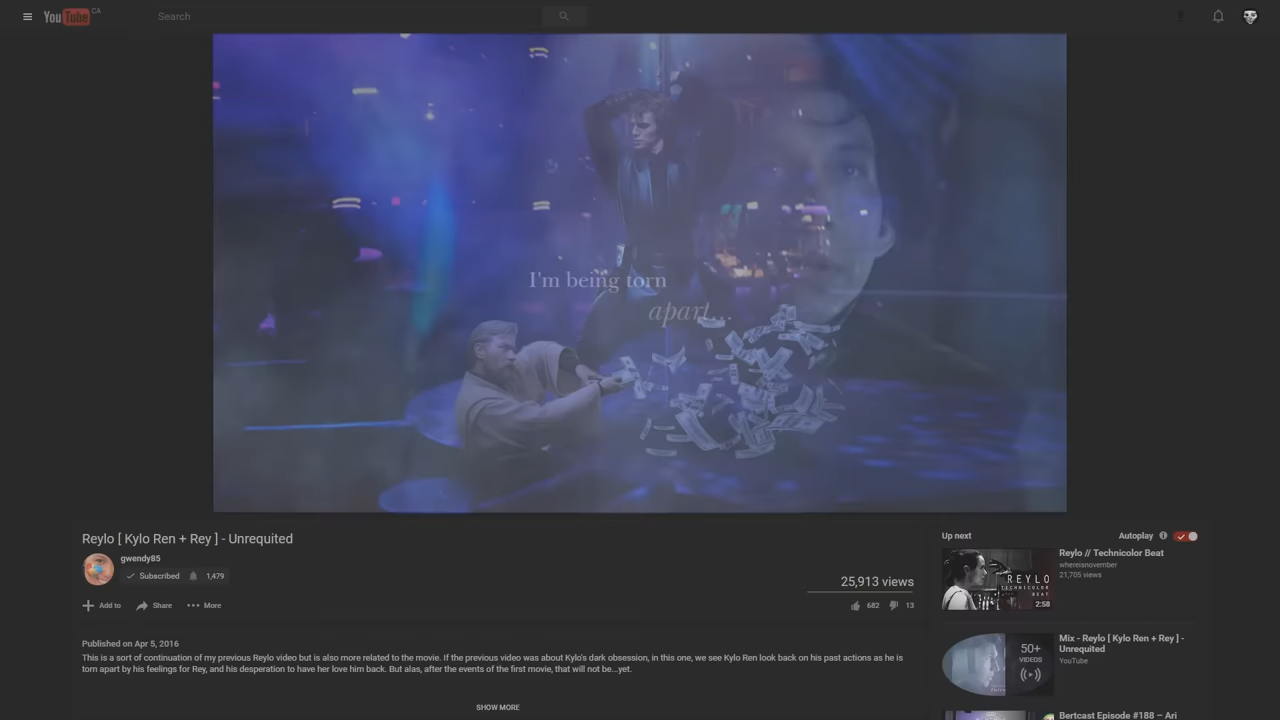 YouTube CA
Search
I'm being torn
apart...
Reylo [ Kylo Ren + Rey ] - Unrequited
gwendy85
Subscribed 1,479
25,913 views
Add to Share More
682 13
Published on Apr 5, 2016
This is a sort of continuation of my previous Reylo video but is also more related to the movie. If the previous video was about Kylo's dark obsession, in this one, we see Kylo Ren look back on his past actions as he is
torn apart by his feelings for Rey, and his desperation to have her love him back. But alas, after the events of the first movie, that will not be...yet.
SHOW MORE
Up next Autoplay
REYLO
TECHNICOLOR
BEAT
2:58
Reylo // Technicolor Beat
whereisnovember
21,705 views
50+
VIDEOS
Mix - Reylo [ Kylo Ren + Rey ] -
Unrequited
YouTube
Bertcast Episode #188 – Ari